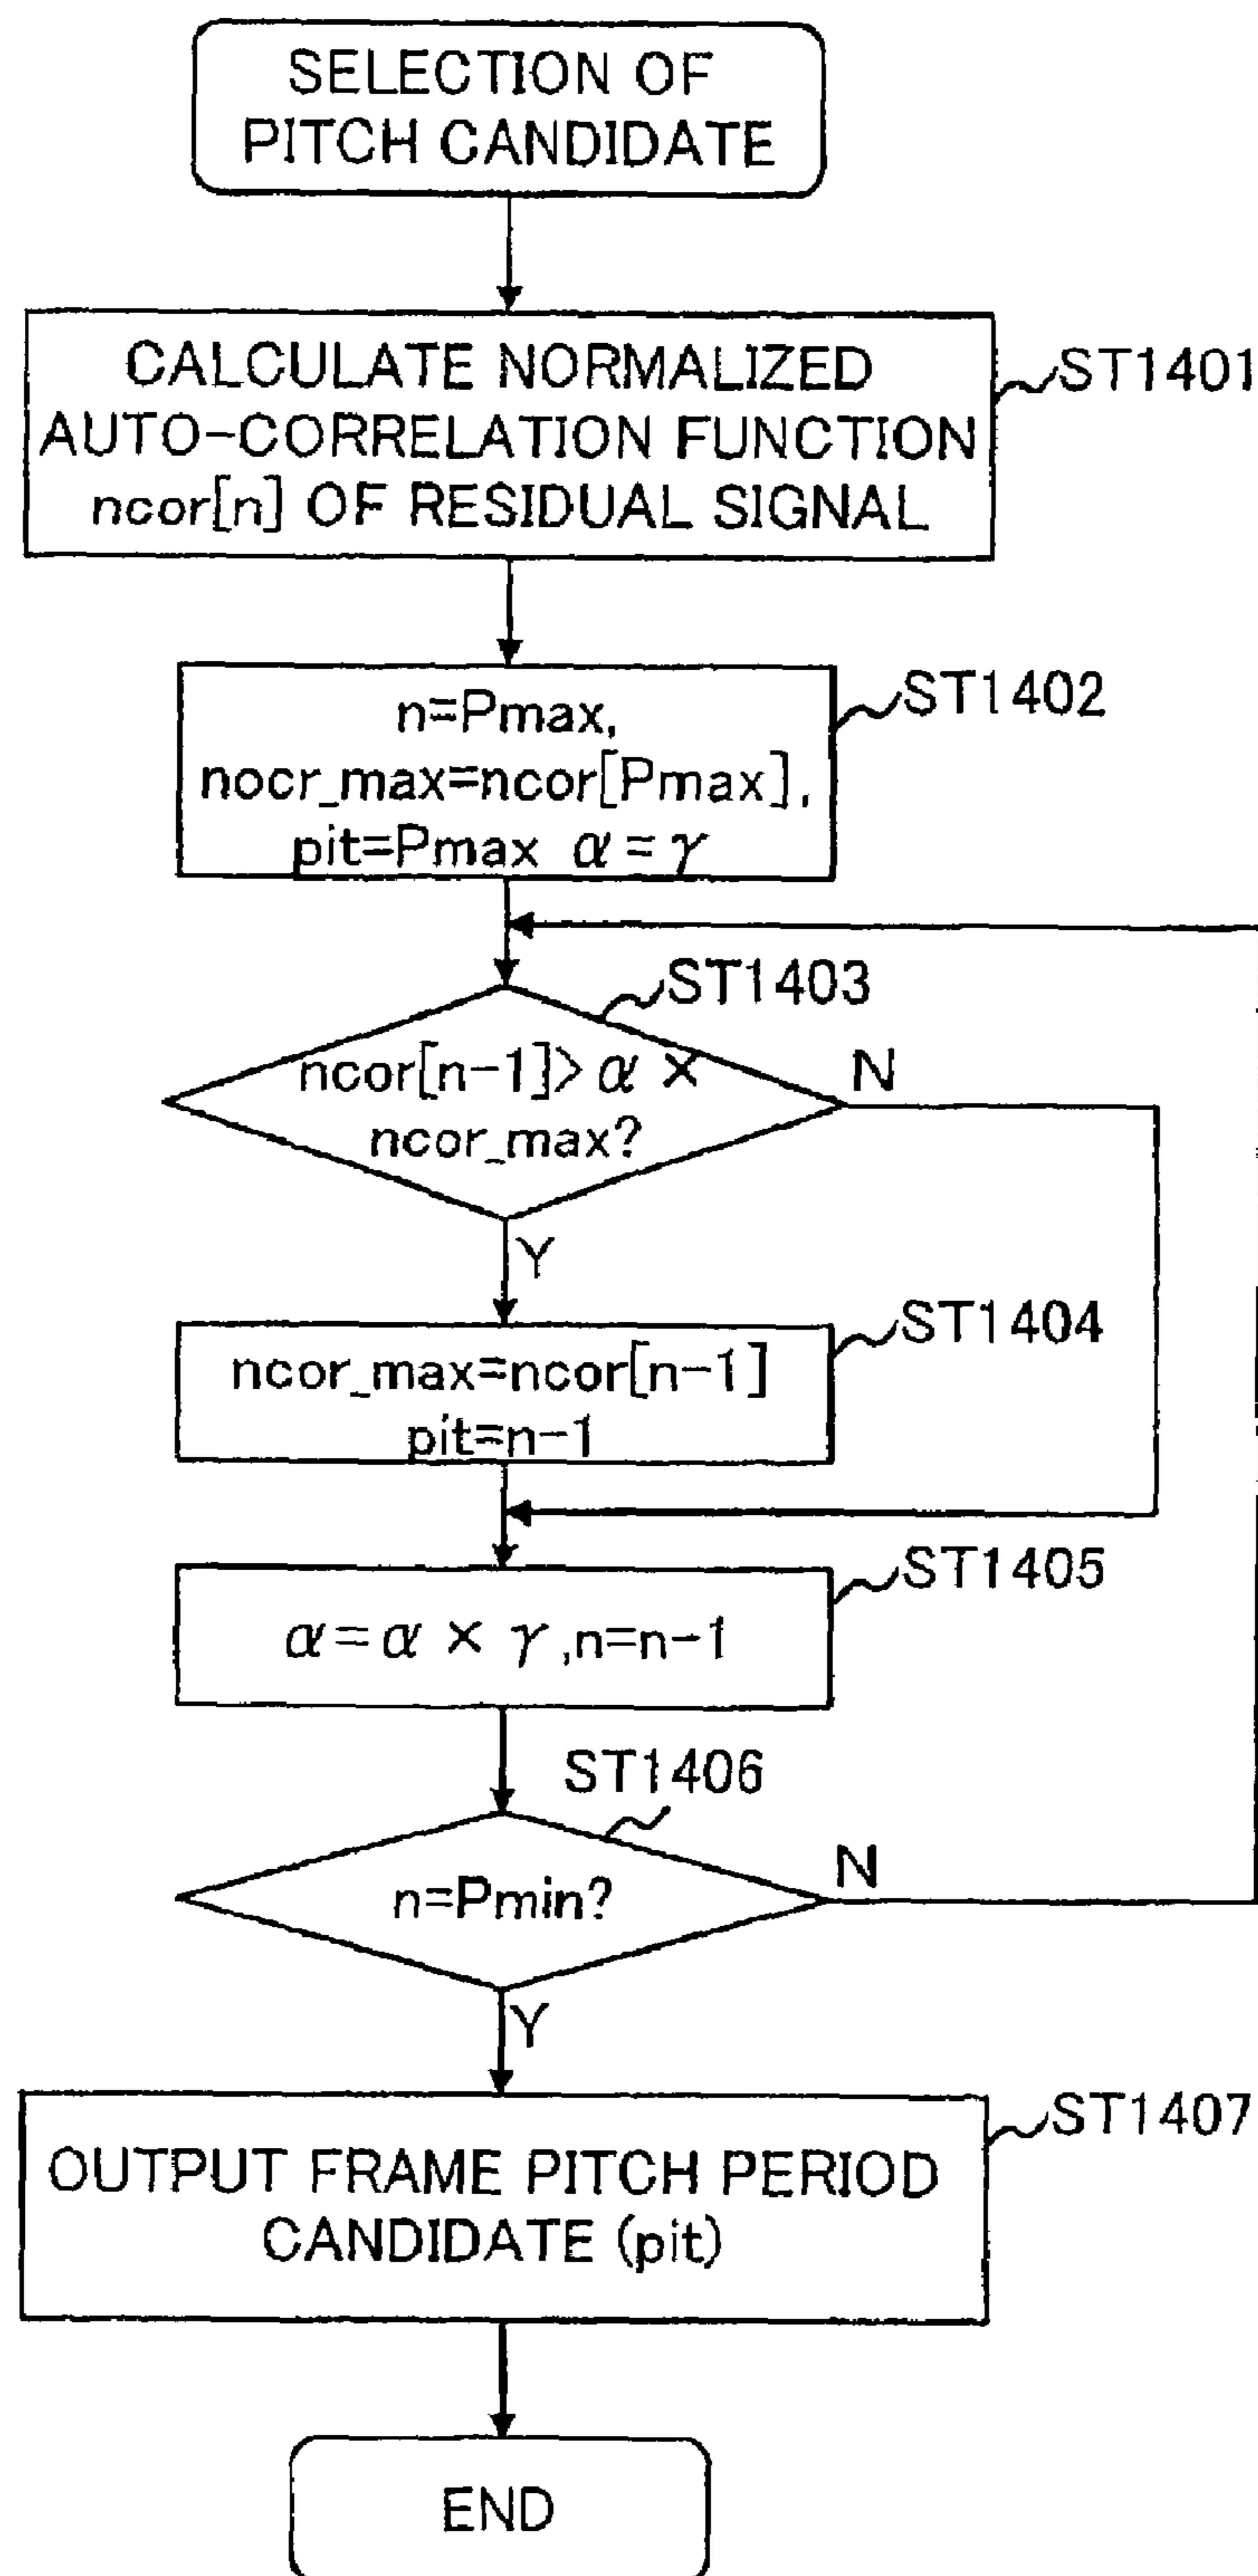 SELECTION OF
PITCH CANDIDATE
CALCULATE NORMALIZED
AUTO-CORRELATION FUNCTION
ncor[n] OF RESIDUAL SIGNAL
ST1401
n=Pmax,
nocr_max=ncor[Pmax],
pit=Pmax α=γ
ST1402
ST1403
ncor[n-1]> α ×
ncor_max?
N
Y
ncor_max=ncor[n-1]
pit=n-1
ST1404
ST1405
α=α × γ ,n=n-1
ST1406
n=Pmin?
N
Y
OUTPUT FRAME PITCH PERIOD
CANDIDATE (pit)
ST1407
END